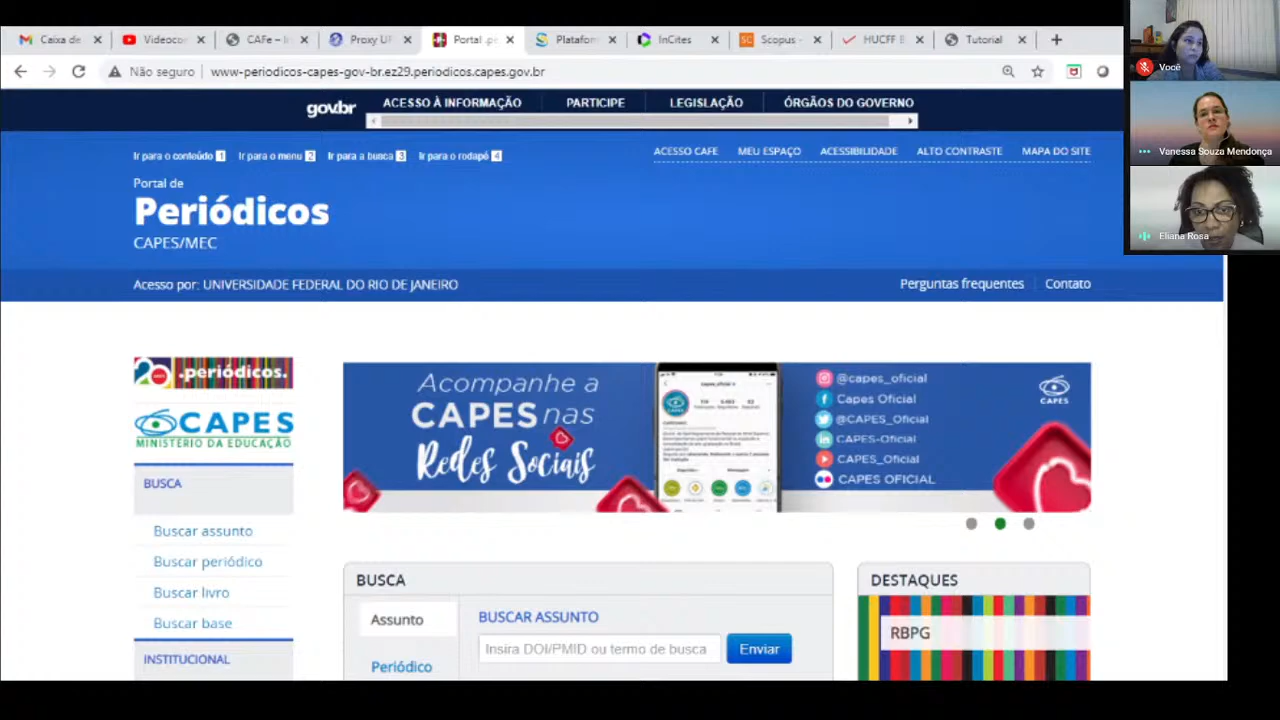 Caixa de
Videocor
CAFe – I
Proxy U
Portal .pe
Platafor
InCites
Scopus -
HUCFF
Tutorial
Não seguro | www-periodicos-capes-gov-br.ez29.periodicos.capes.gov.br
Você
Vanessa Souza Mendonça
Eliana Rosa
gov.br
ACESSO À INFORMAÇÃO
PARTICIPE
LEGISLAÇÃO
ÓRGÃOS DO GOVERNO
Ir para o conteúdo 1
Ir para o menu 2
Ir para a busca 3
Ir para o rodapé 4
ACESSO CAFE
MEU ESPAÇO
ACESSIBILIDADE
ALTO CONTRASTE
MAPA DO SITE
Portal de
Periódicos
CAPES/MEC
Acesso por: UNIVERSIDADE FEDERAL DO RIO DE JANEIRO
Perguntas frequentes
Contato
20 .periódicos.
CAPES
MINISTÉRIO DA EDUCAÇÃO
BUSCA
Buscar assunto
Buscar periódico
Buscar livro
Buscar base
INSTITUCIONAL
Acompanhe a
CAPES nas
Redes Sociais
@capes_oficial
Capes Oficial
@CAPES_Oficial
CAPES-Oficial
CAPES_Oficial
CAPES OFICIAL
CAPES
BUSCA
Assunto
Periódico
BUSCAR ASSUNTO
Insira DOI/PMID ou termo de busca
Enviar
DESTAQUES
RBPG